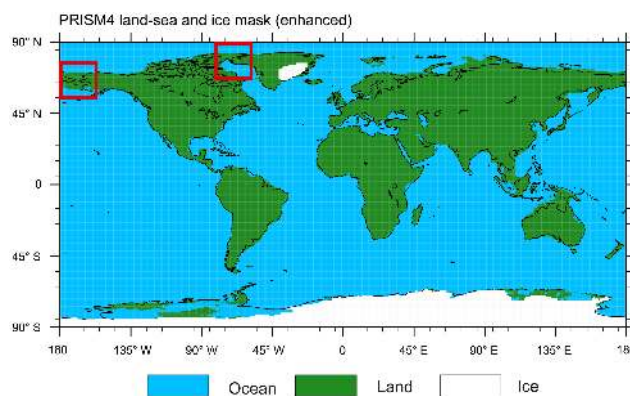 PRISM4 land-sea and ice mask (enhanced)
90° N
45° N
0
45° S
90° S
180 135° W 90° W 45° W 0 45° E 90° E 135° E 180
Ocean Land Ice